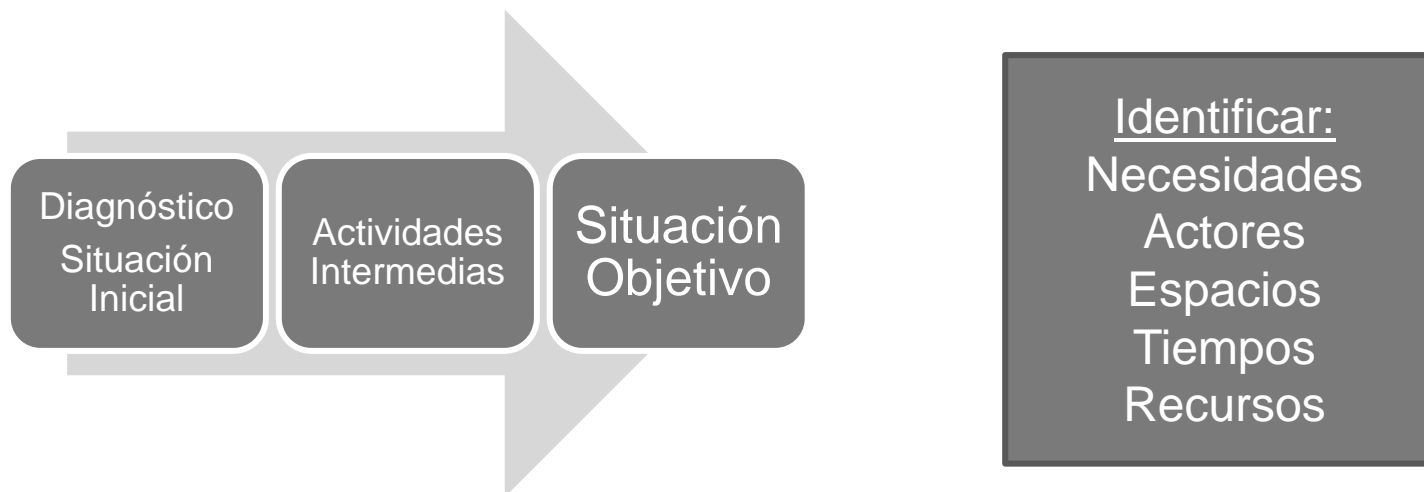 Diagnóstico
Situación
Inicial
Actividades
Intermedias
Situación
Objetivo
Identificar:
Necesidades
Actores
Espacios
Tiempos
Recursos